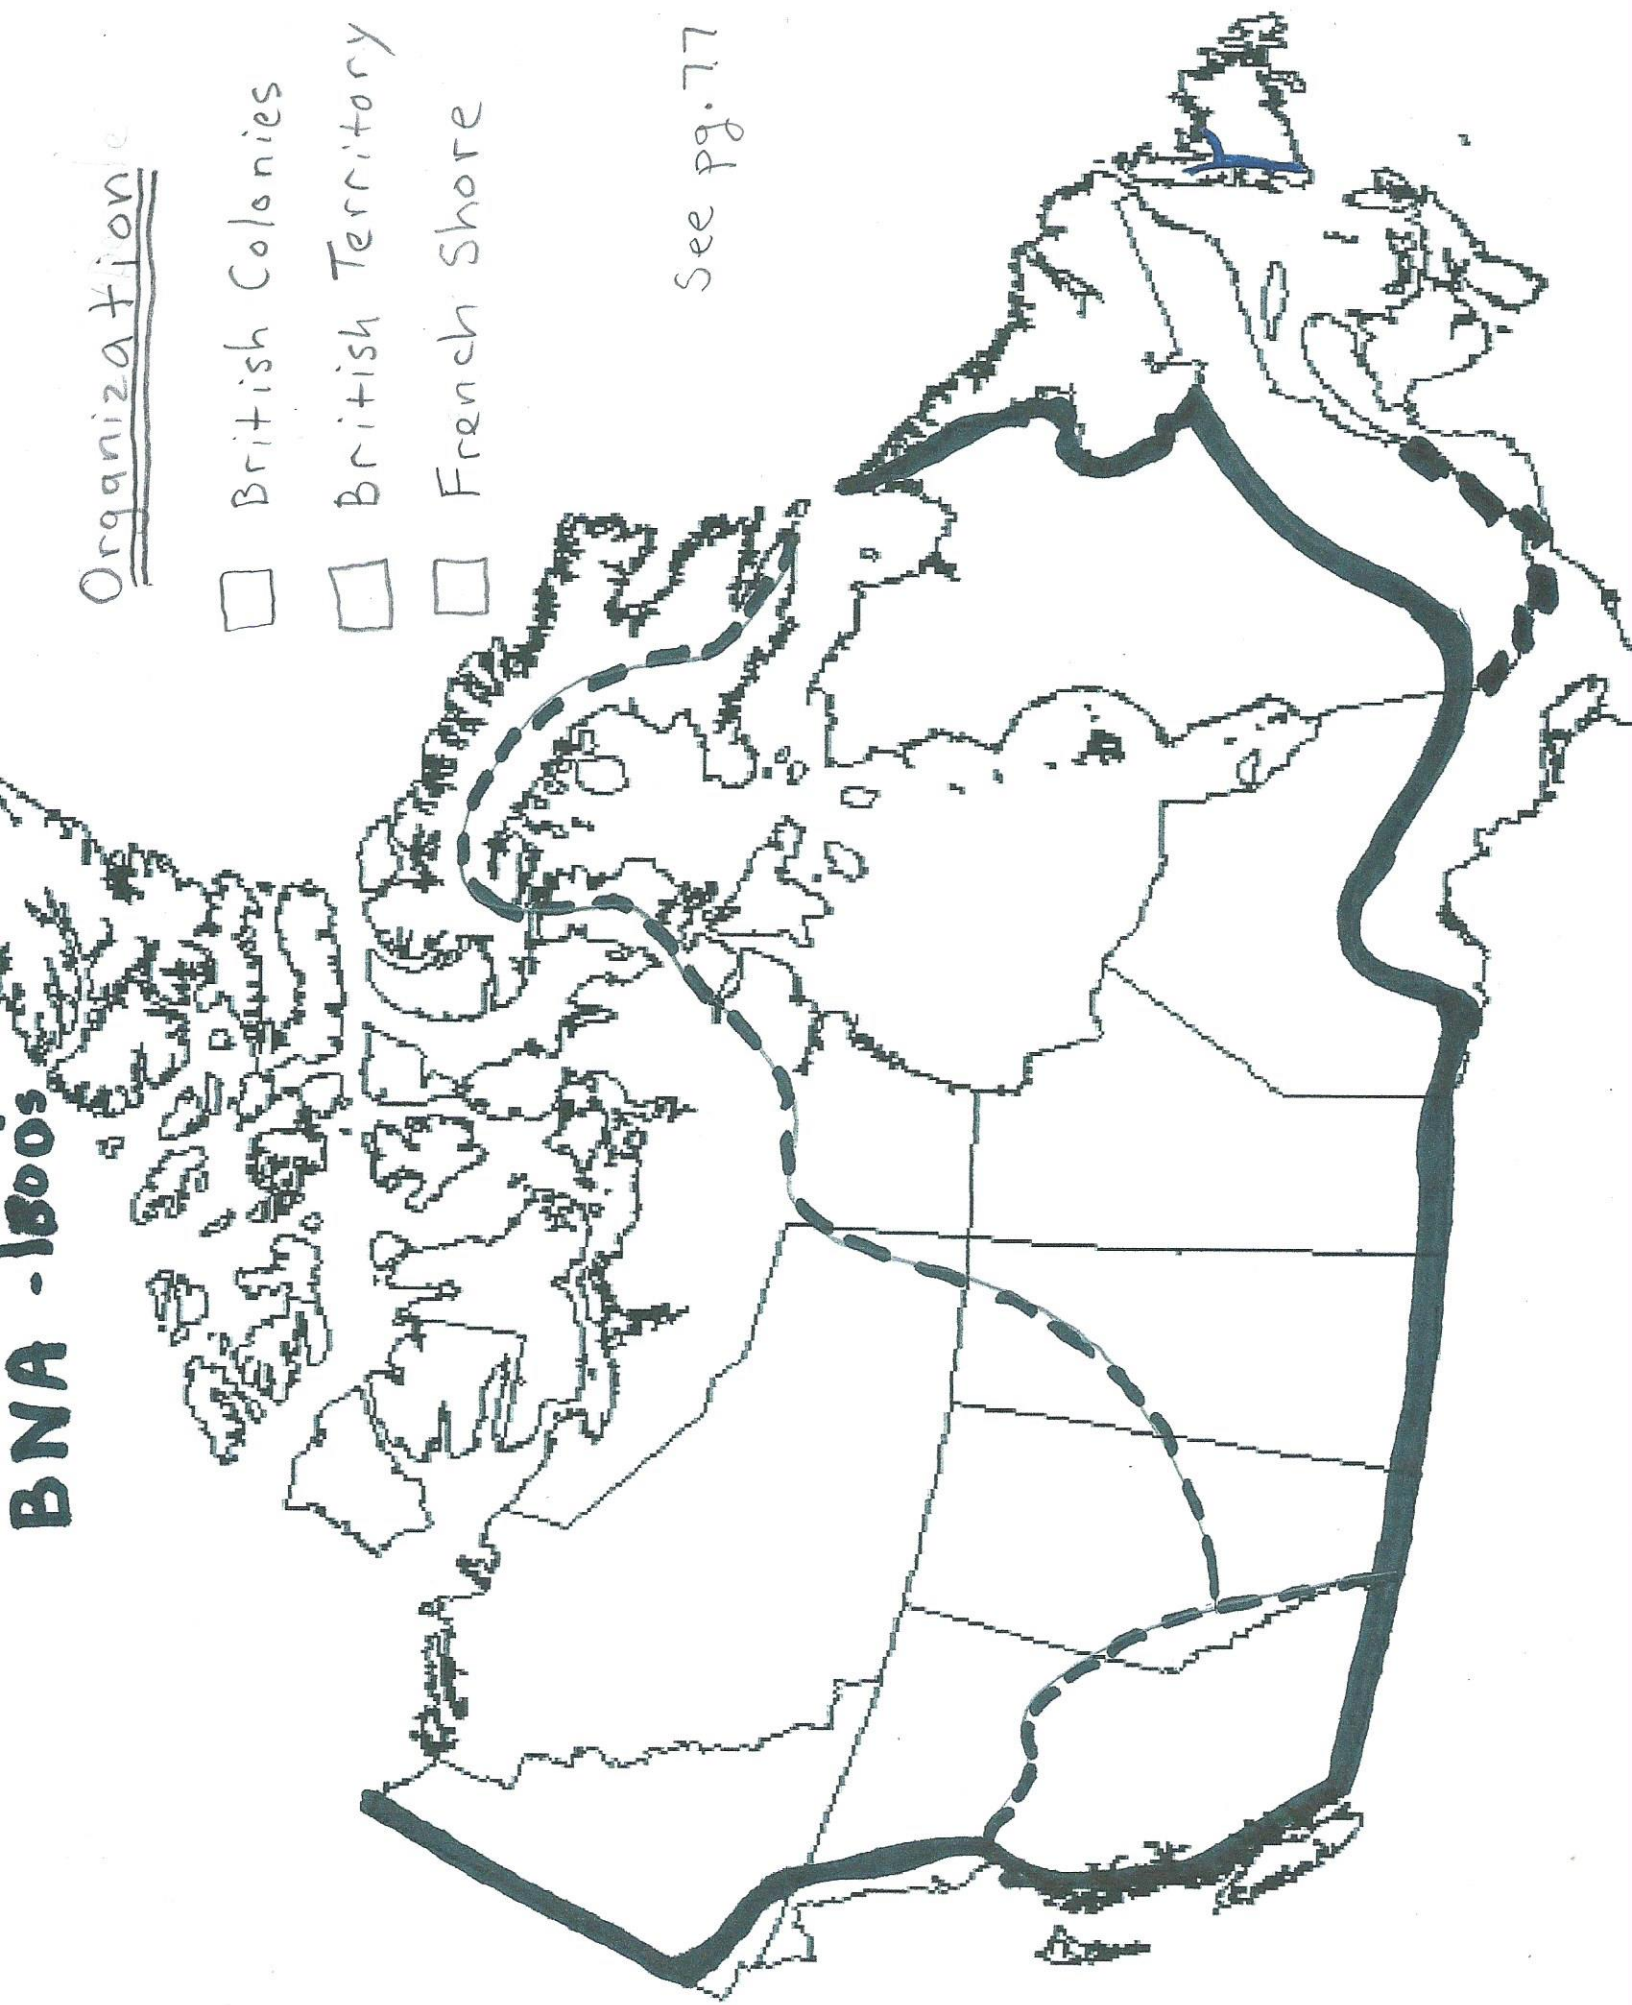 BNA - 1800s
Organization
British Colonies
British Territory
French Shore
See pg. 77